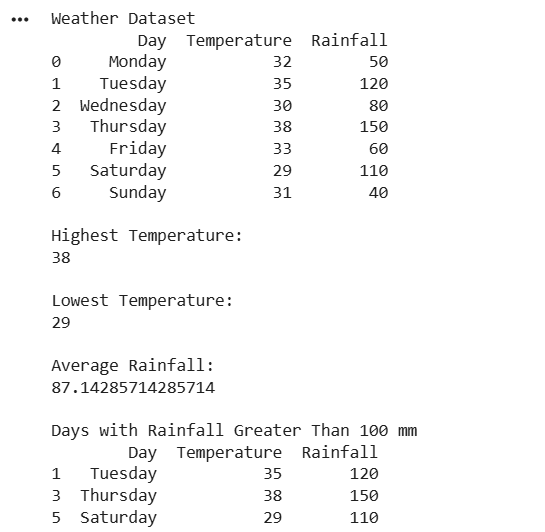 Weather Dataset
Day Temperature Rainfall
0 Monday 32 50
1 Tuesday 35 120
2 Wednesday 30 80
3 Thursday 38 150
4 Friday 33 60
5 Saturday 29 110
6 Sunday 31 40
Highest Temperature:
38
Lowest Temperature:
29
Average Rainfall:
87.14285714285714
Days with Rainfall Greater Than 100 mm
Day Temperature Rainfall
1 Tuesday 35 120
3 Thursday 38 150
5 Saturday 29 110